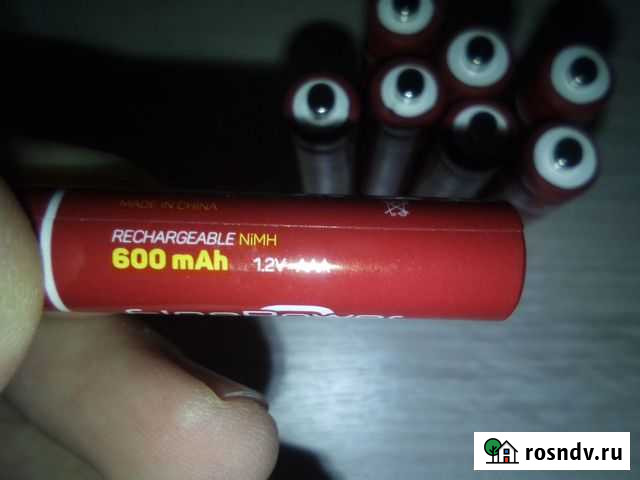 MADE IN CHINA
RECHARGEABLE NiMH
600 mAh 1.2V AAA
rosndv.ru